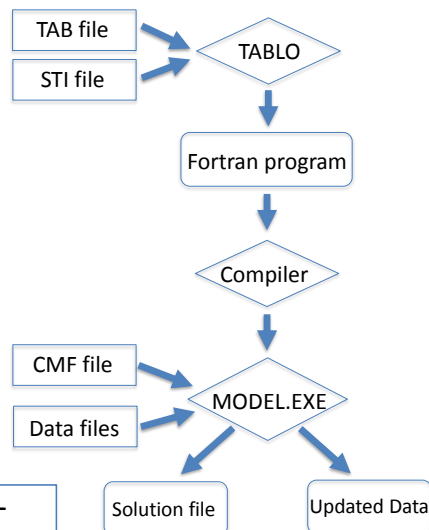 TAB file
STI file
TABLO
Fortran program
Compiler
CMF file
Data files
MODEL.EXE
Solution file
Updated Data